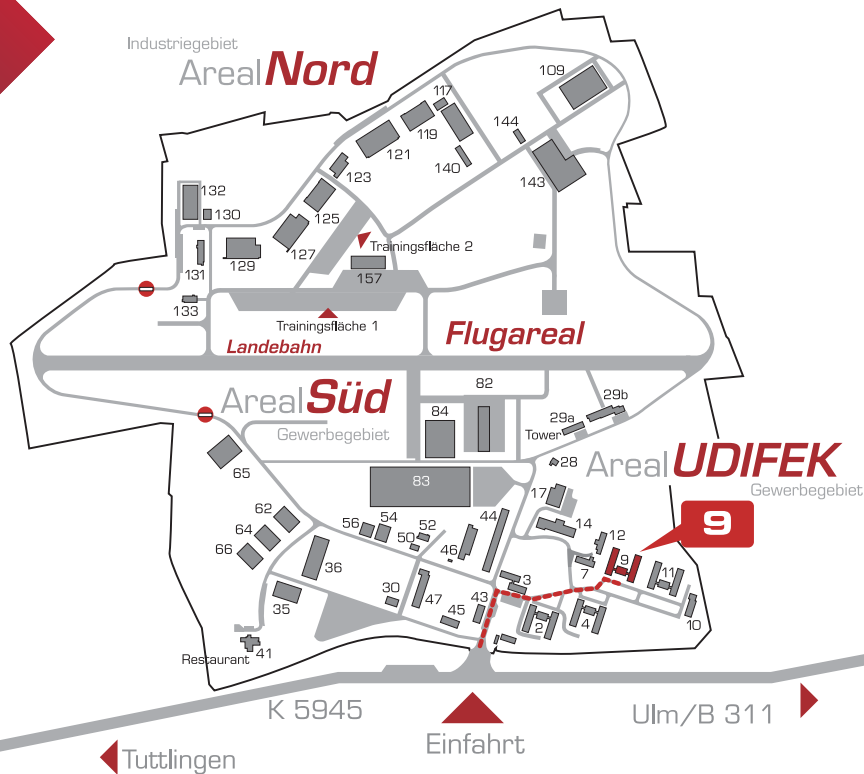 Industriegebiet
Areal Nord
109
117
119
144
121
140
143
123
132
125
130
Trainingsfläche 2
127
131
129
157
133
Trainingsfläche 1
Flugareal
Landebahn
Areal Süd
Gewerbegebiet
82
29b
84
29a
Tower
28
Areal UDIFEK
Gewerbegebiet
65
83
17
62
56
54
52
44
14
12
9
64
50
46
66
36
7
9
11
3
30
47
43
35
45
2
4
10
Restaurant
41
K 5945
Ulm/B 311
Einfahrt
Tuttlingen